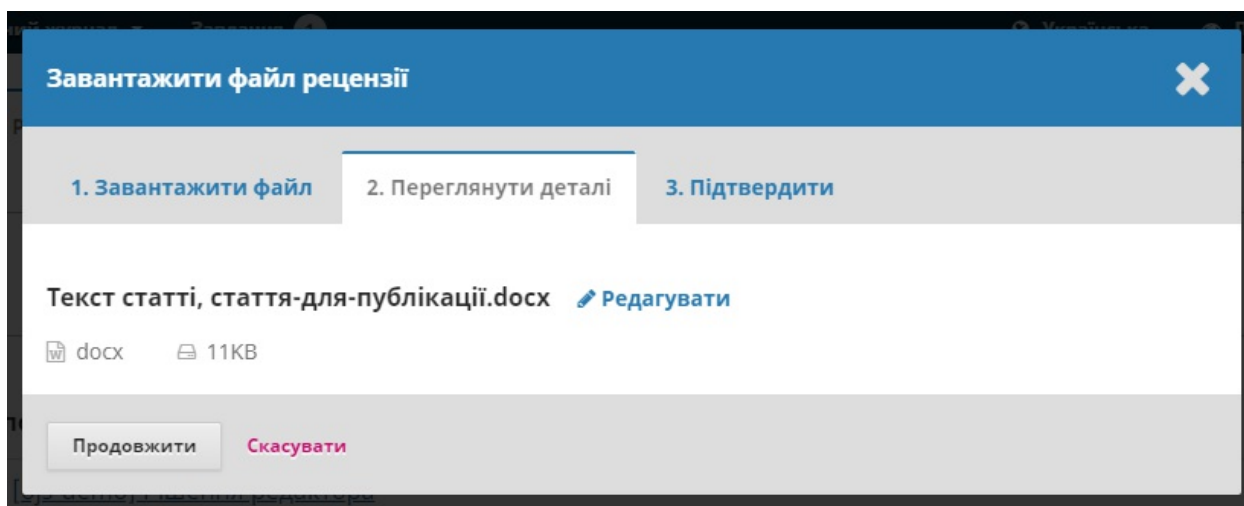 Українська
Завантажити файл рецензії
1. Завантажити файл 2. Переглянути деталі 3. Підтвердити
Текст статті, стаття-для-публікації.docx Редагувати
docx 11KB
Продовжити Скасувати